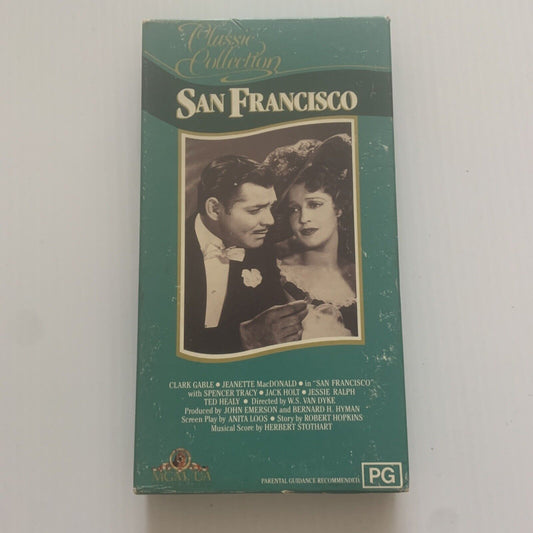 Classic
Collection
SAN FRANCISCO
CLARK GABLE • JEANETTE MacDONALD • in "SAN FRANCISCO"
with SPENCER TRACY • JACK HOLT • JESSIE RALPH
TED HEALY • Directed by W.S. VAN DYKE
Produced by JOHN EMERSON and BERNARD H. HYMAN
Screen Play by ANITA LOOS • Story by ROBERT HOPKINS
Musical Score by HERBERT STOTHART
MGM/UA
PARENTAL GUIDANCE RECOMMENDED
PG